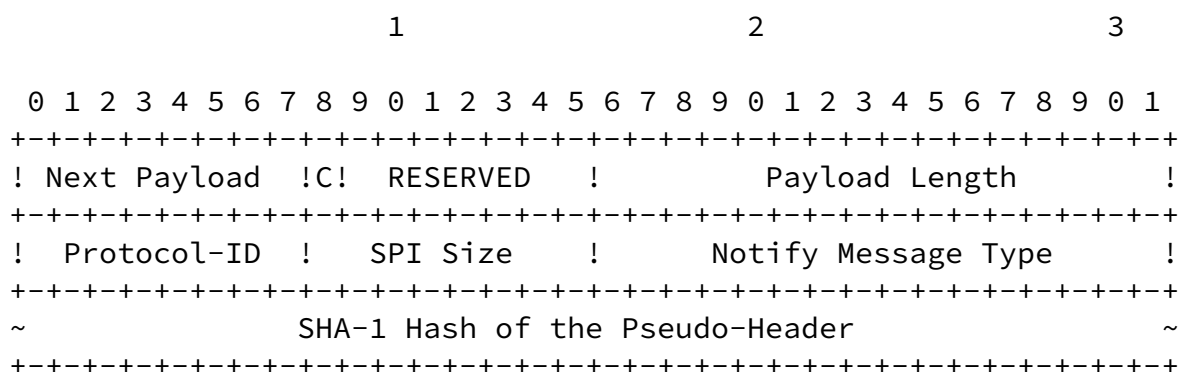 1                   2                   3
 0 1 2 3 4 5 6 7 8 9 0 1 2 3 4 5 6 7 8 9 0 1 2 3 4 5 6 7 8 9 0 1
+-+-+-+-+-+-+-+-+-+-+-+-+-+-+-+-+-+-+-+-+-+-+-+-+-+-+-+-+-+-+-+-+
! Next Payload  !C!  RESERVED   !         Payload Length        !
+-+-+-+-+-+-+-+-+-+-+-+-+-+-+-+-+-+-+-+-+-+-+-+-+-+-+-+-+-+-+-+-+
!  Protocol-ID  !   SPI Size    !      Notify Message Type      !
+-+-+-+-+-+-+-+-+-+-+-+-+-+-+-+-+-+-+-+-+-+-+-+-+-+-+-+-+-+-+-+-+
~               SHA-1 Hash of the Pseudo-Header                 ~
+-+-+-+-+-+-+-+-+-+-+-+-+-+-+-+-+-+-+-+-+-+-+-+-+-+-+-+-+-+-+-+-+